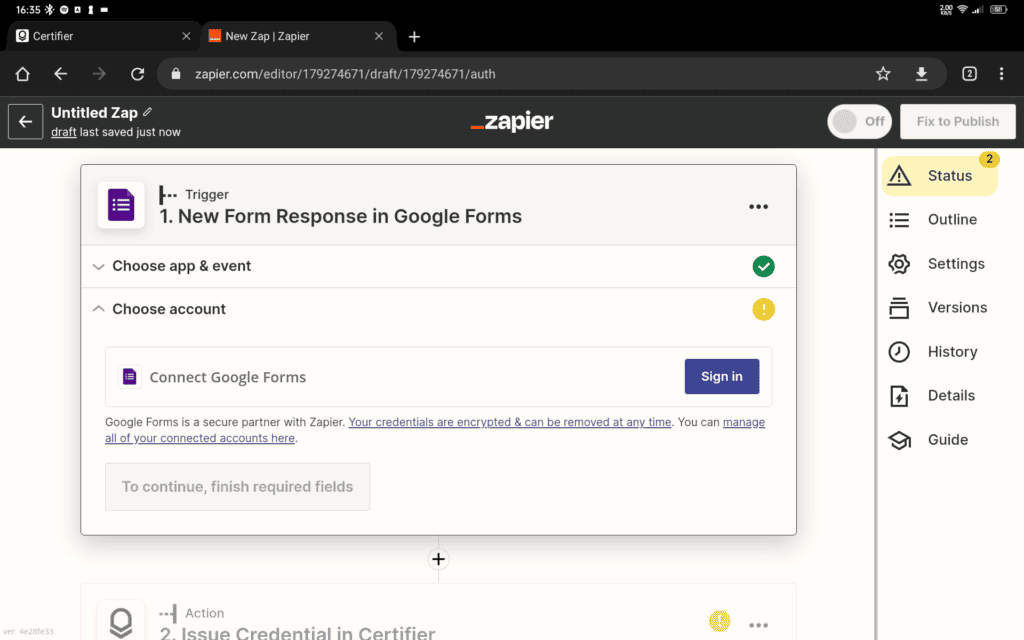 16:35
2.00
KB/S
58
Certifier
New Zap | Zapier
zapier.com/editor/179274671/draft/179274671/auth
2
Untitled Zap
draft last saved just now
zapier
Off
Fix to Publish
Trigger
1. New Form Response in Google Forms
Choose app & event
Choose account
Connect Google Forms
Sign in
Google Forms is a secure partner with Zapier. Your credentials are encrypted & can be removed at any time. You can manage
all of your connected accounts here.
To continue, finish required fields
Action
2. Issue Credential in Certifier
2
Status
Outline
Settings
Versions
History
Details
Guide
ver. 4e28fe33